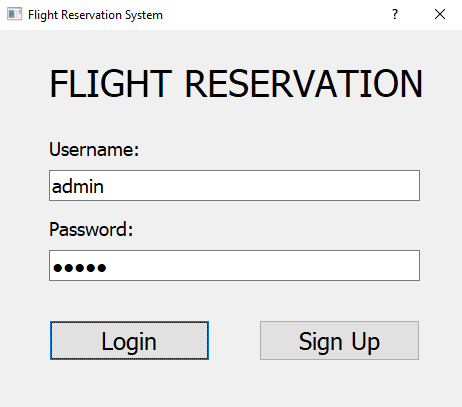 Flight Reservation System
FLIGHT RESERVATION
Username:
admin
Password:
●●●●●
Login
Sign Up